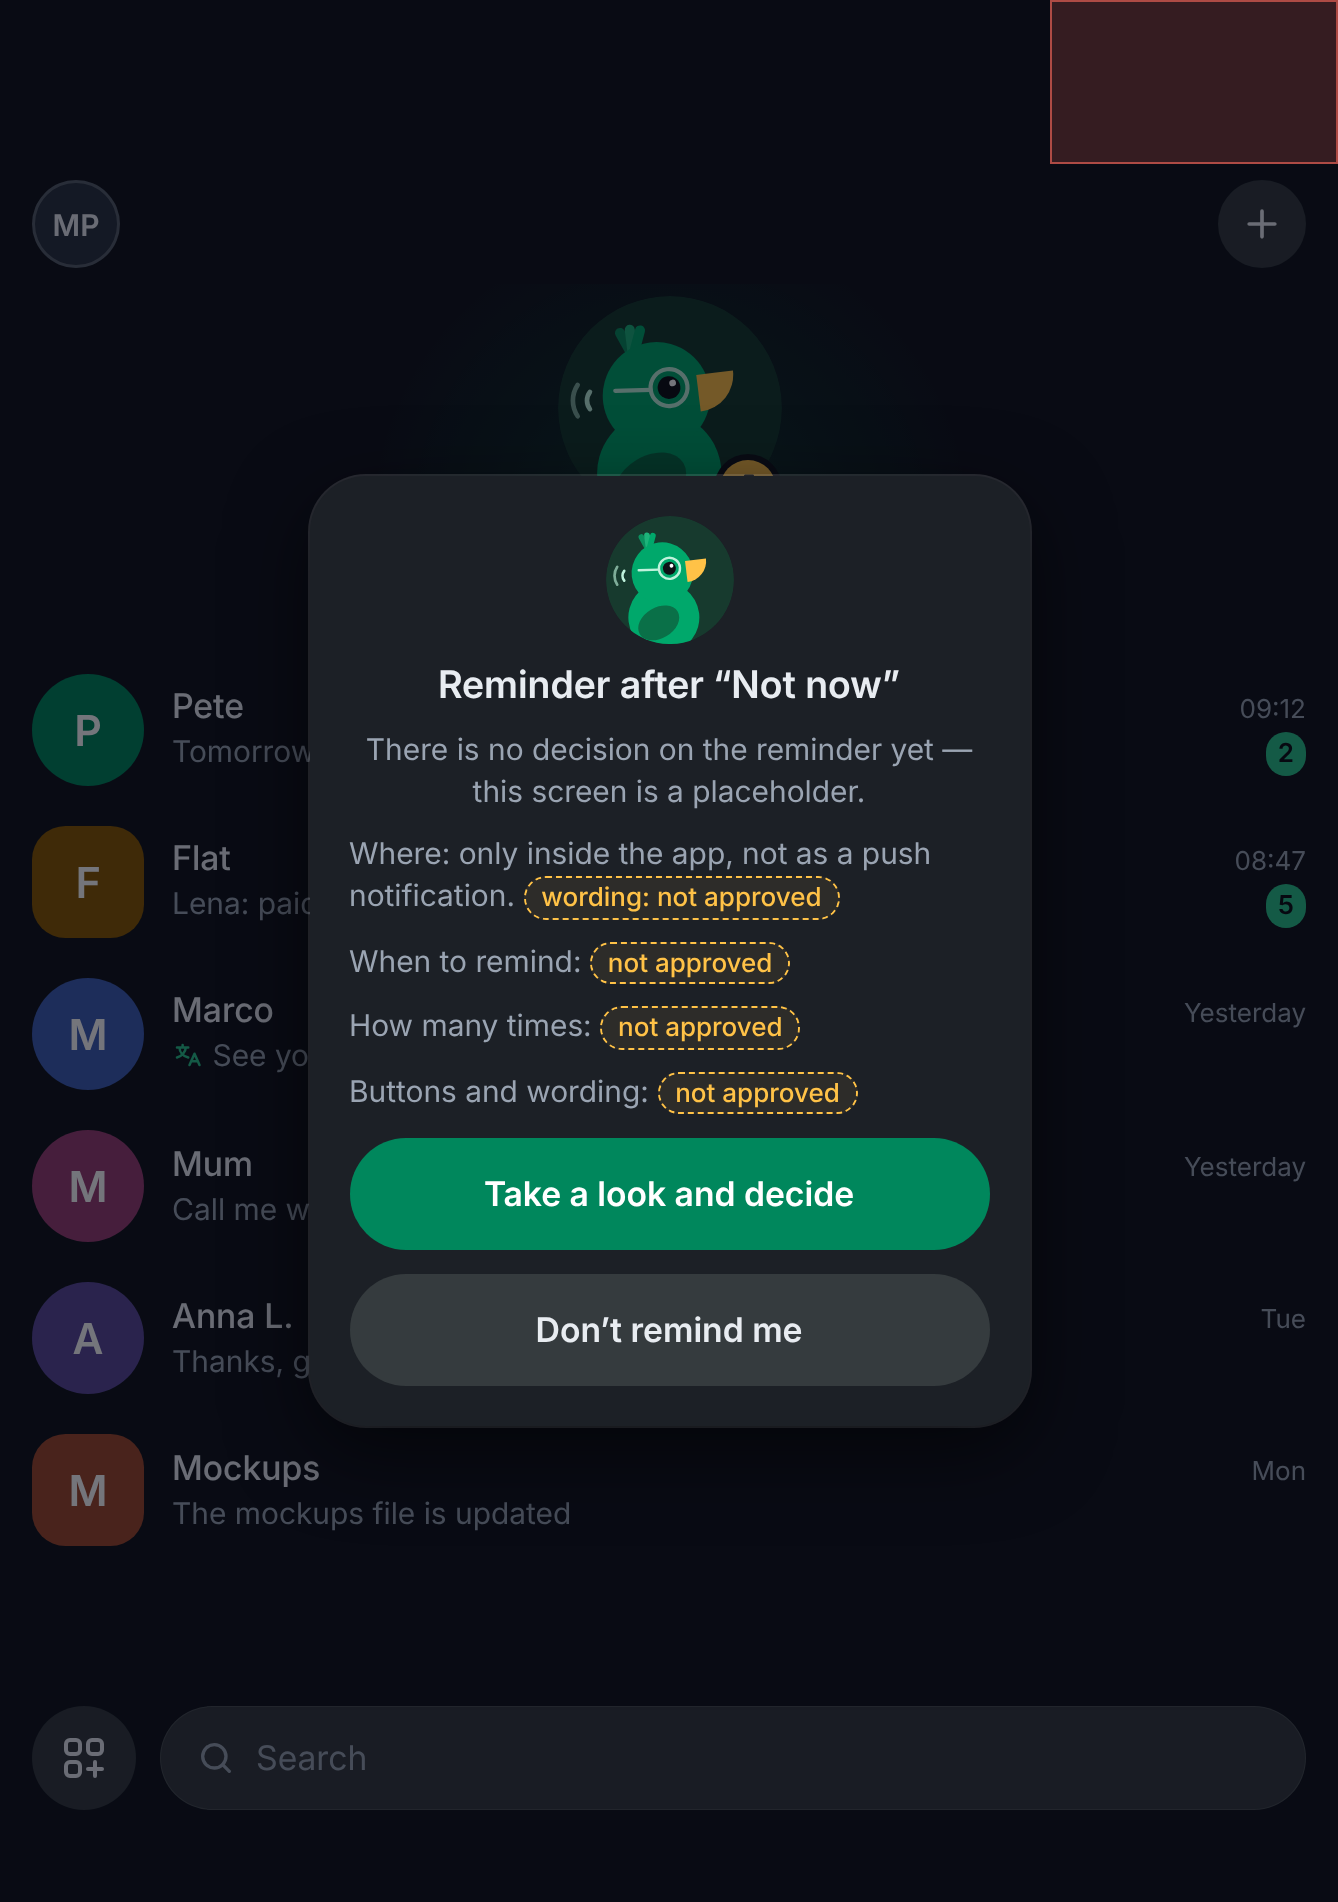 MP
Reminder after “Not now”
There is no decision on the reminder yet —
this screen is a placeholder.
Where: only inside the app, not as a push
notification. wording: not approved
When to remind: not approved
How many times: not approved
Buttons and wording: not approved
Take a look and decide
Don’t remind me
P
Pete
09:12
Tomorrow
2
F
Flat
08:47
Lena: paid
5
M
Marco
Yesterday
See yo
M
Mum
Yesterday
Call me w
A
Anna L.
Tue
Thanks, g
M
Mockups
Mon
The mockups file is updated
Search